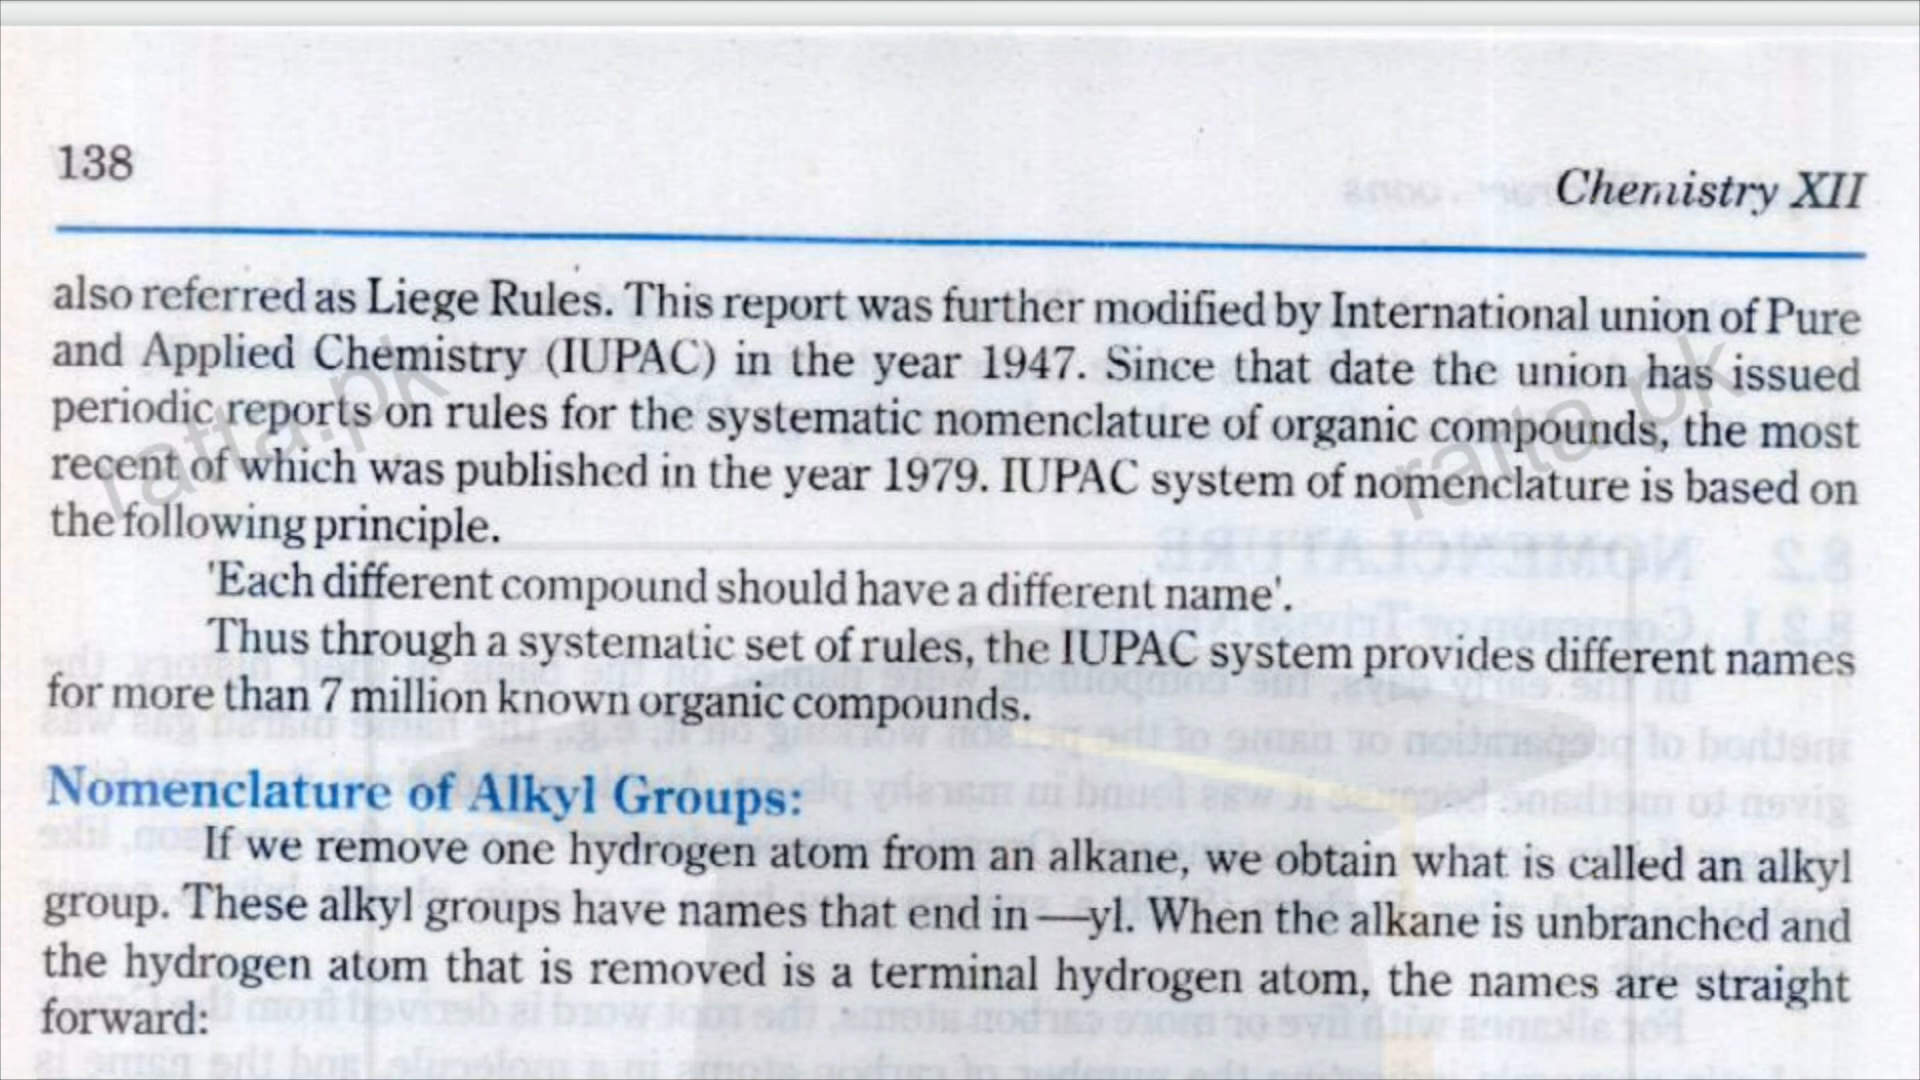 138
Chemistry XII
also referred as Liege Rules. This report was further modified by International union of Pure
and Applied Chemistry (IUPAC) in the year 1947. Since that date the union has issued
periodic reports on rules for the systematic nomenclature of organic compounds, the most
recent of which was published in the year 1979. IUPAC system of nomenclature is based on
the following principle.
'Each different compound should have a different name'.
Thus through a systematic set of rules, the IUPAC system provides different names
for more than 7 million known organic compounds.
Nomenclature of Alkyl Groups:
If we remove one hydrogen atom from an alkane, we obtain what is called an alkyl
group. These alkyl groups have names that end in —yl. When the alkane is unbranched and
the hydrogen atom that is removed is a terminal hydrogen atom, the names are straight
forward:
ratta.pk
ratta.pk